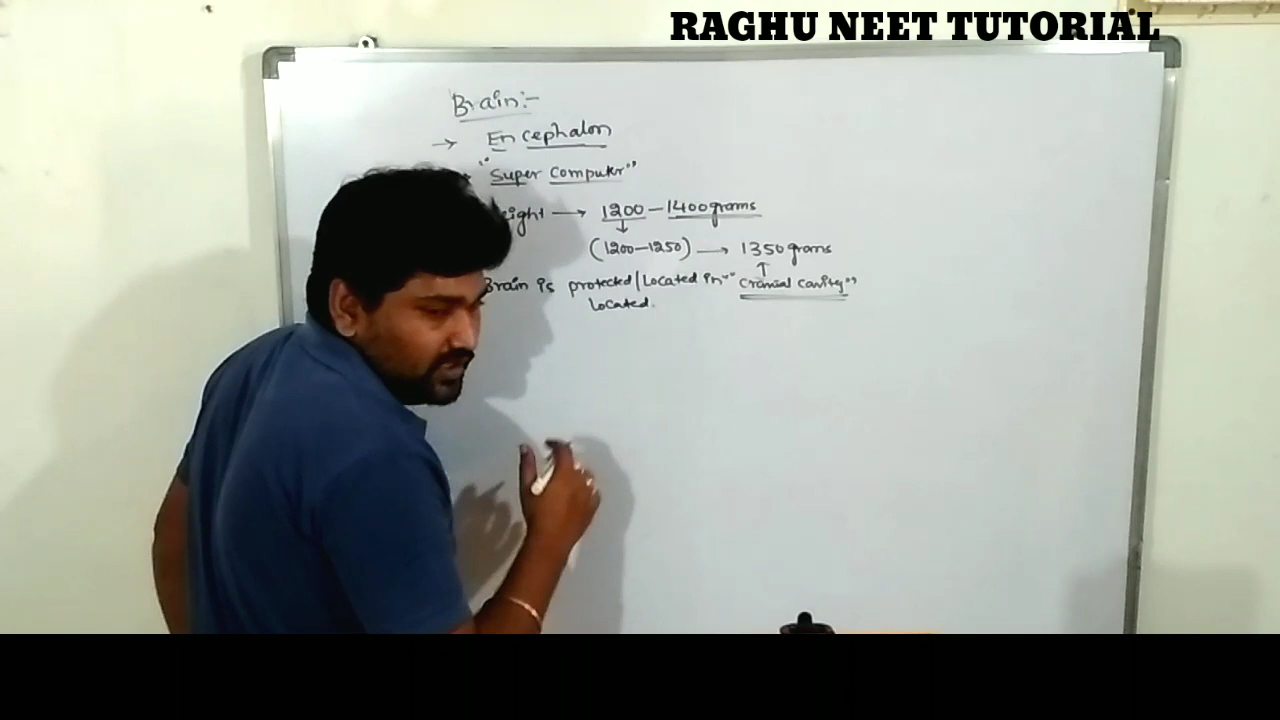 RAGHU NEET TUTORIAL
Brain:-
→ Encephalon
"Super Computer"
eight → 1200 – 1400 grams
↓
(1200–1250) → 1350 grams
↑
Brain is protected/Located in "cranial cavity"
Located.